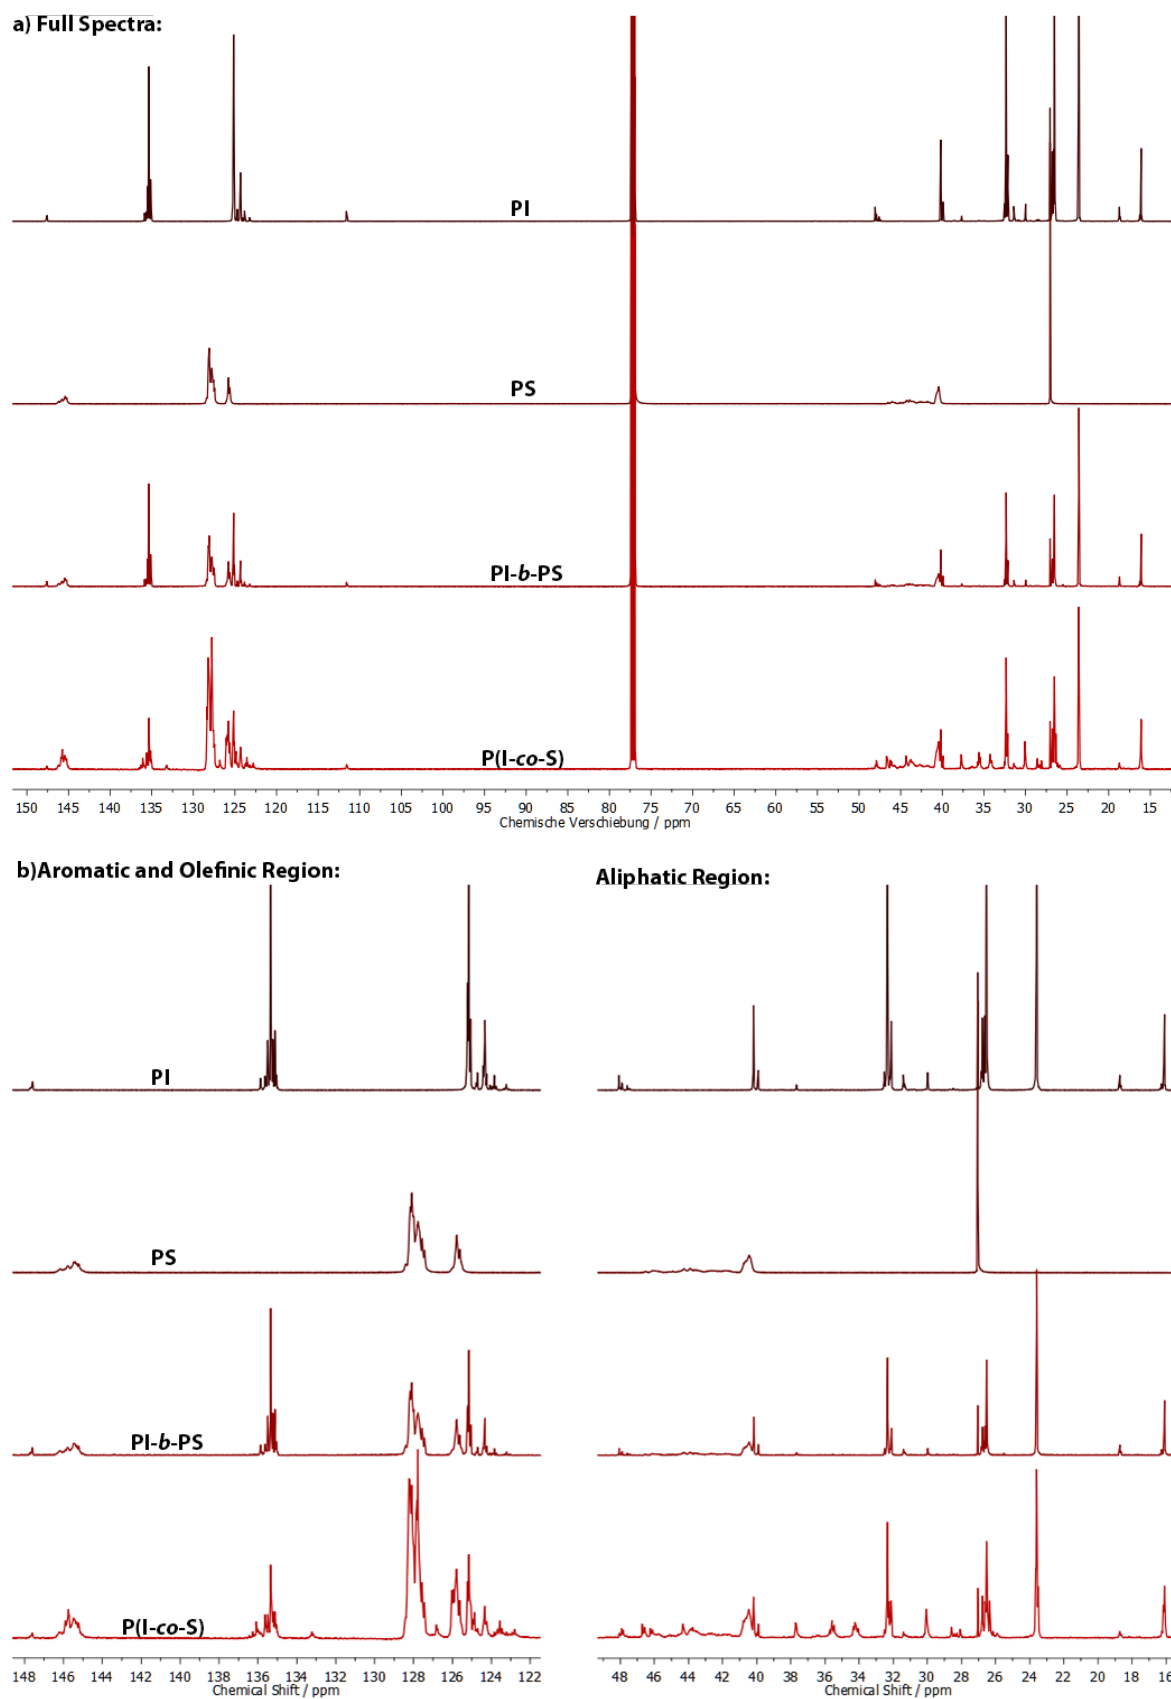 a) Full Spectra:
PI
PS
PI-b-PS
P(I-co-S)
150 145 140 135 130 125 120 115 110 105 100 95 90 85 80 75 70 65 60 55 50 45 40 35 30 25 20 15
Chemische Verschiebung / ppm
b)Aromatic and Olefinic Region:
Aliphatic Region:
PI
PS
PI-b-PS
P(I-co-S)
148 146 144 142 140 138 136 134 132 130 128 126 124 122
48 46 44 42 40 38 36 34 32 30 28 26 24 22 20 18 16
Chemical Shift / ppm
Chemical Shift / ppm